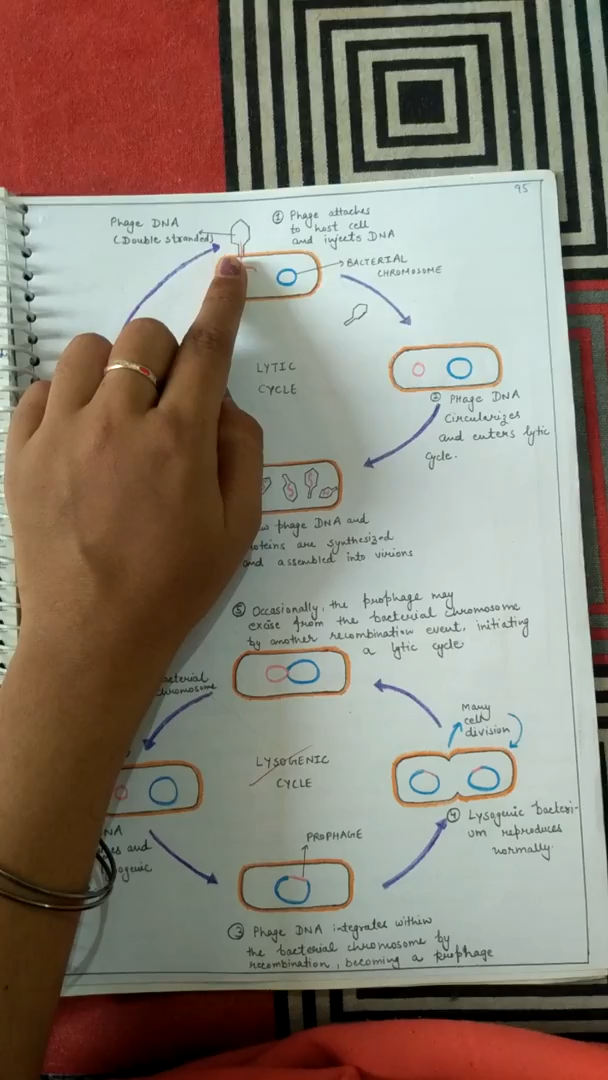 95
Phage DNA
(Double stranded)
① Phage attaches
to host cell
and injects DNA
BACTERIAL
CHROMOSOME
LYTIC
CYCLE
② Phage DNA
Circularizes
and enters lytic
cycle.
phage DNA and
are synthesized
and assembled into virions
⑤ Occasionally, the prophage may
excise from the bacterial chromosome
by another recombination event, initiating
a lytic cycle
chromosome
Many
cell
division
LYSOGENIC
CYCLE
④ Lysogenic bacteri-
um reproduces
normally.
and
PROPHAGE
③ Phage DNA integrates within
the bacterial chromosome by
recombination, becoming a prophage